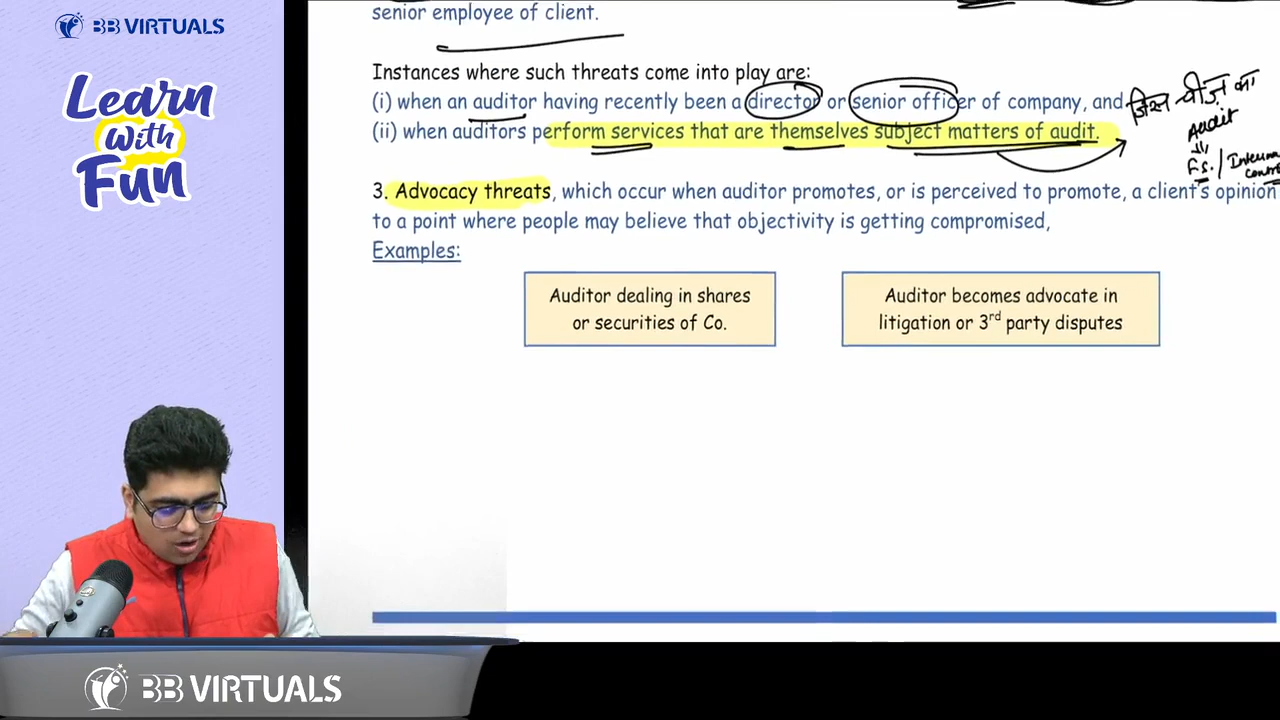 BB VIRTUALS
Learn
With
Fun
senior employee of client.
Instances where such threats come into play are:
(i) when an auditor having recently been a director or senior officer of company, and
(ii) when auditors perform services that are themselves subject matters of audit.
जिस चीज़ का
Audit
F.S. / Internal
control
3. Advocacy threats, which occur when auditor promotes, or is perceived to promote, a client's opinion
to a point where people may believe that objectivity is getting compromised,
Examples:
Auditor dealing in shares
or securities of Co.
Auditor becomes advocate in
litigation or 3rd party disputes
BB VIRTUALS